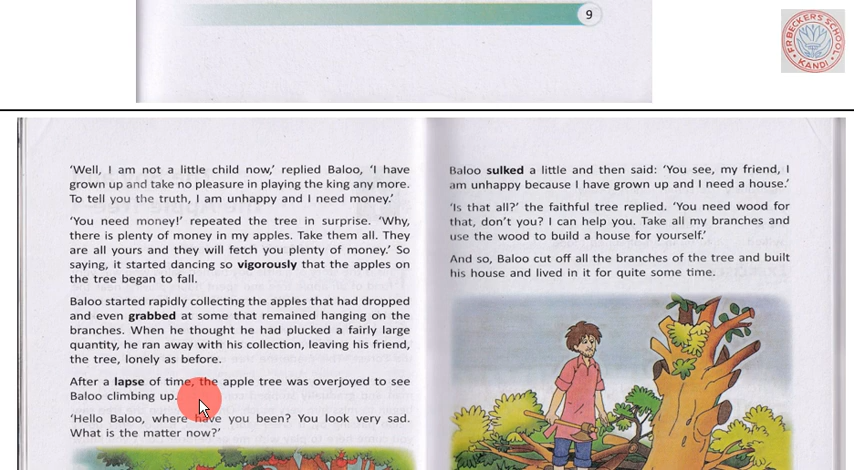 9
FR BECKERS SCHOOL
KANDI
‘Well, I am not a little child now,’ replied Baloo, ‘I have
grown up and take no pleasure in playing the king any more.
To tell you the truth, I am unhappy and I need money.’
‘You need money!’ repeated the tree in surprise. ‘Why,
there is plenty of money in my apples. Take them all. They
are all yours and they will fetch you plenty of money.’ So
saying, it started dancing so vigorously that the apples on
the tree began to fall.
Baloo started rapidly collecting the apples that had dropped
and even grabbed at some that remained hanging on the
branches. When he thought he had plucked a fairly large
quantity, he ran away with his collection, leaving his friend,
the tree, lonely as before.
After a lapse of time, the apple tree was overjoyed to see
Baloo climbing up.
‘Hello Baloo, where have you been? You look very sad.
What is the matter now?’
Baloo sulked a little and then said: ‘You see, my friend, I
am unhappy because I have grown up and I need a house.’
‘Is that all?’ the faithful tree replied. ‘You need wood for
that, don’t you? I can help you. Take all my branches and
use the wood to build a house for yourself.’
And so, Baloo cut off all the branches of the tree and built
his house and lived in it for quite some time.